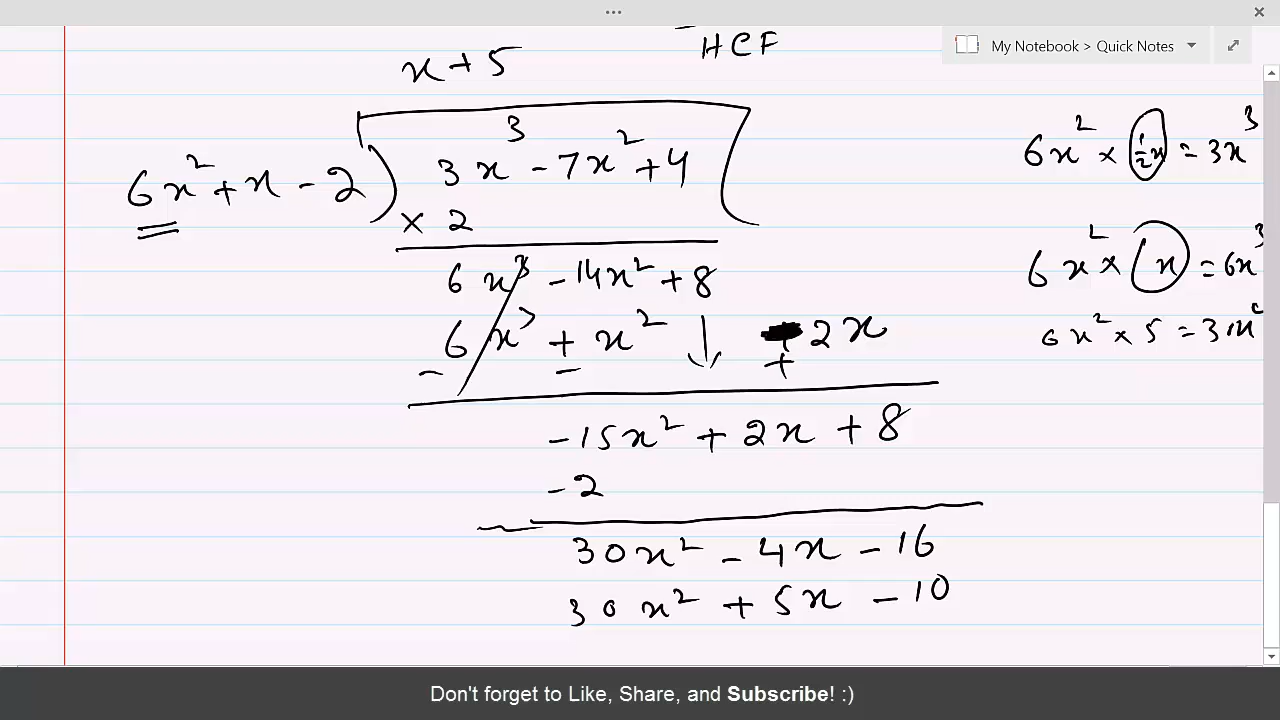 My Notebook > Quick Notes
HCF
x + 5
6x² + x - 2 ) 3x³ - 7x² + 4
× 2
6x³ - 14x² + 8
6x³ + x² ↓ 2x
- - +
-15x² + 2x + 8
-2
30x² - 4x - 16
30x² + 5x - 10
6x² × ½x = 3x³
6x² × x = 6x³
6x² × 5 = 30x²
Don't forget to Like, Share, and Subscribe! :)